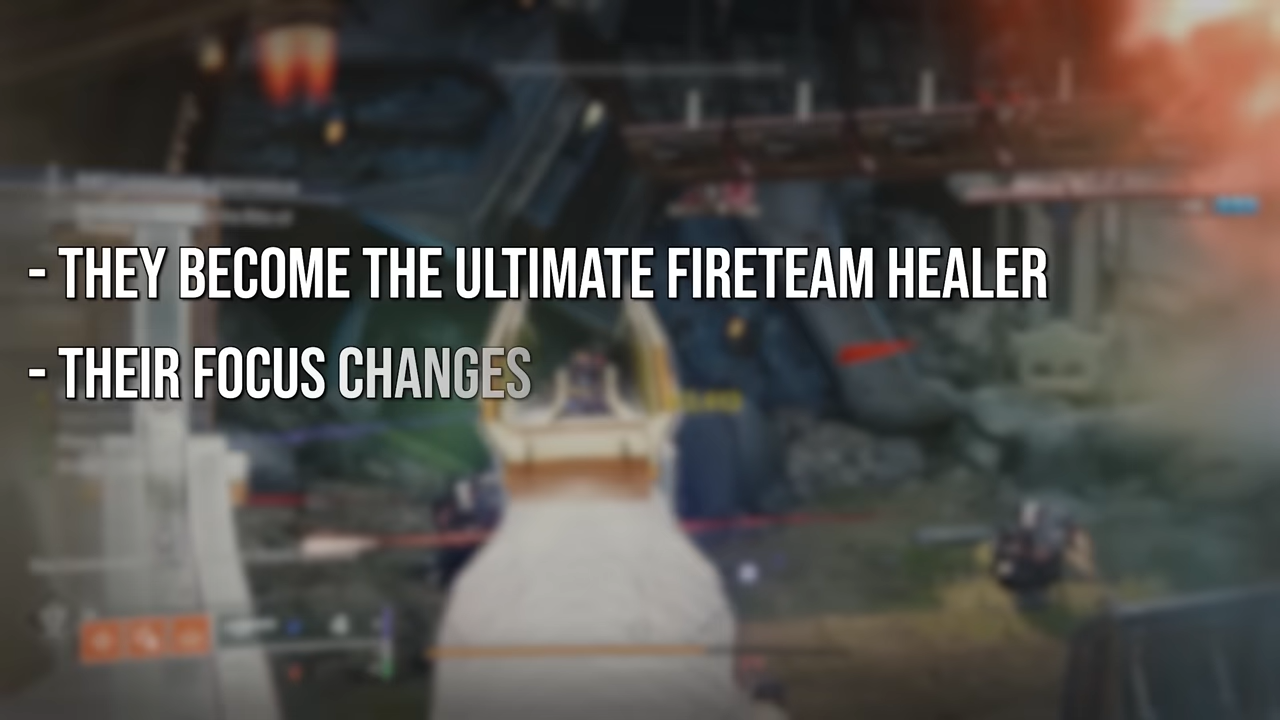 - THEY BECOME THE ULTIMATE FIRETEAM HEALER
- THEIR FOCUS CHANGES